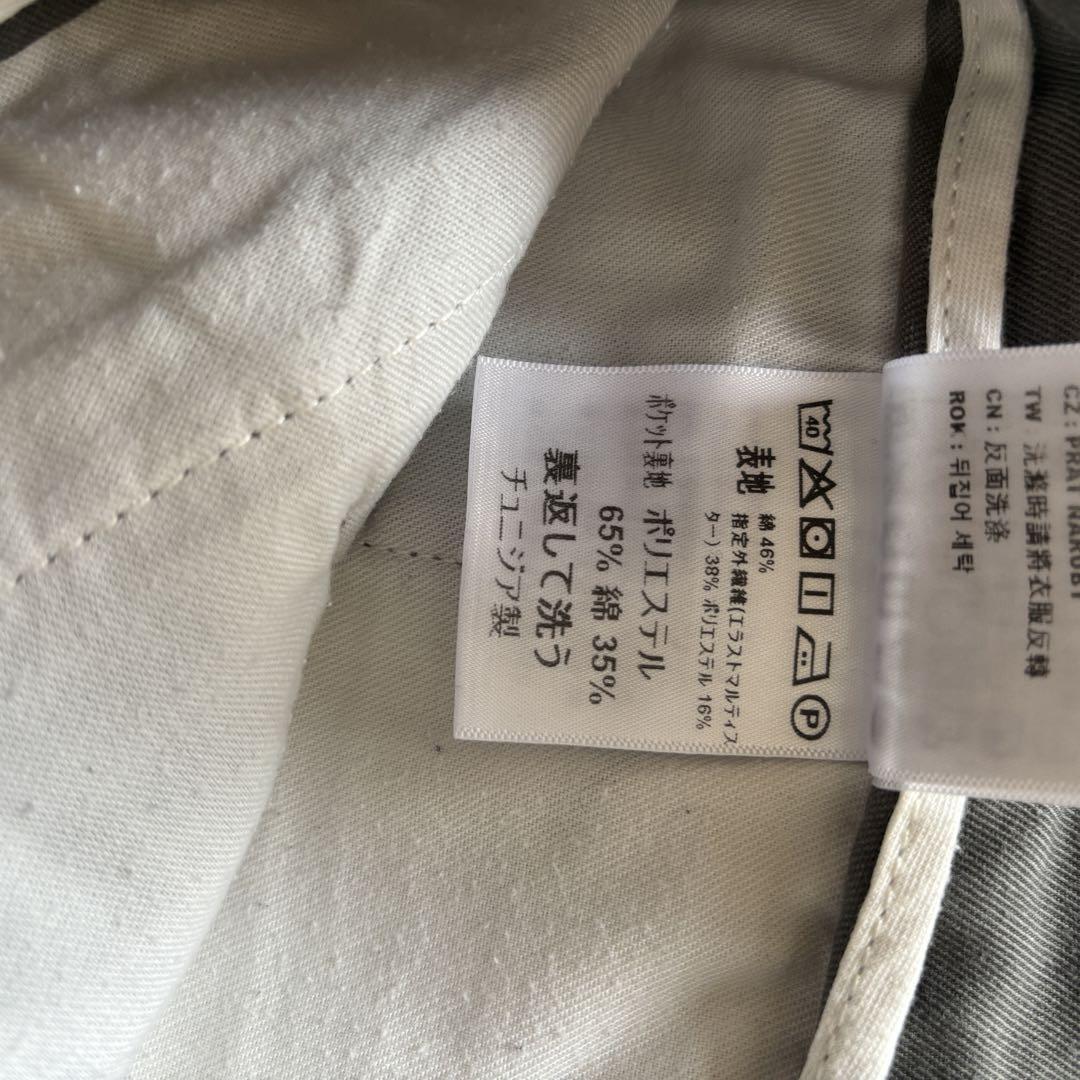 40
P
表地 綿 46%
指定外繊維(エラストマルティス
ター) 38% ポリエステル 16%
ポケット裏地 ポリエステル
65% 綿 35%
裏返して洗う
チュニジア製
CZ: PRÁT NARUBY
TW 洗滌時請將衣服反轉
CN: 反面洗涤
ROK: 뒤집어 세탁